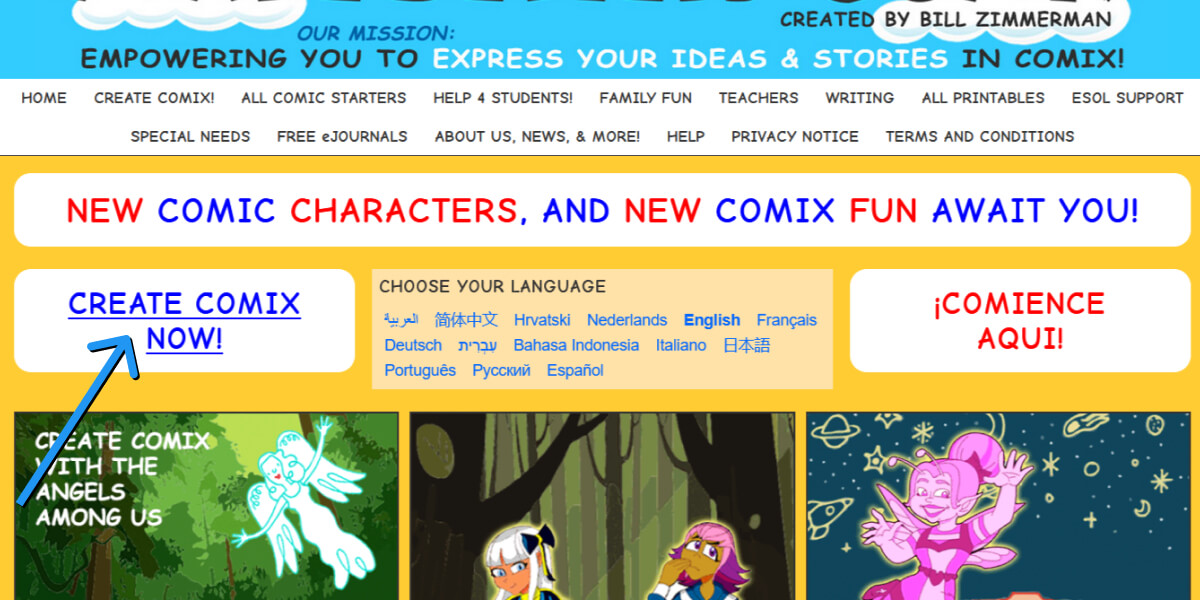 CREATED BY BILL ZIMMERMAN
OUR MISSION:
EMPOWERING YOU TO EXPRESS YOUR IDEAS & STORIES IN COMIX!
HOME CREATE COMIX! ALL COMIC STARTERS HELP 4 STUDENTS! FAMILY FUN TEACHERS WRITING ALL PRINTABLES ESOL SUPPORT
SPECIAL NEEDS FREE eJOURNALS ABOUT US, NEWS, & MORE! HELP PRIVACY NOTICE TERMS AND CONDITIONS
NEW COMIC CHARACTERS, AND NEW COMIX FUN AWAIT YOU!
CREATE COMIX
NOW!
CHOOSE YOUR LANGUAGE
العربية 简体中文 Hrvatski Nederlands English Français
Deutsch עִבְרִית Bahasa Indonesia Italiano 日本語
Português Русский Español
¡COMIENCE
AQUI!
CREATE COMIX
WITH THE
ANGELS
AMONG US